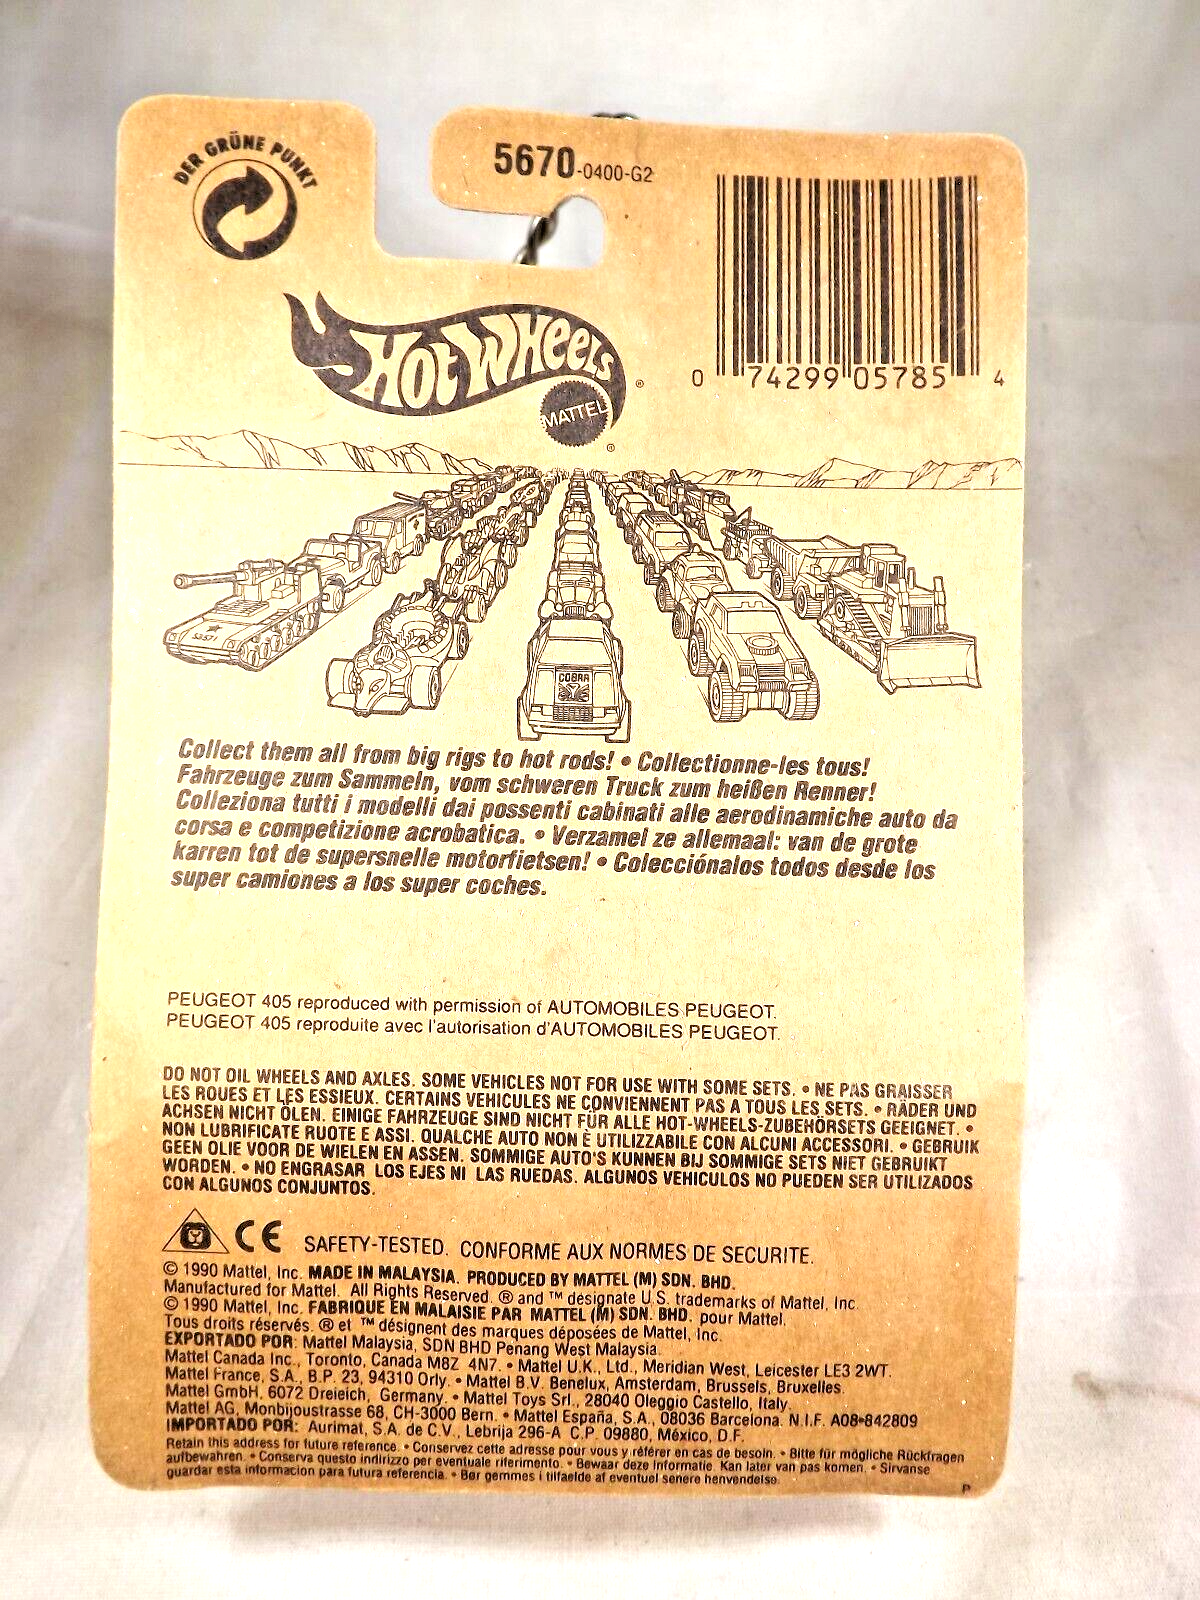 DER GRÜNE PUNKT
5670-0400-G2
0 74299 05785 4
HOT WHEELS ®
MATTEL ®
53571
COBRA
Collect them all from big rigs to hot rods! • Collectionne-les tous!
Fahrzeuge zum Sammeln, vom schweren Truck zum heißen Renner!
Colleziona tutti i modelli dai possenti cabinati alle aerodinamiche auto da
corsa e competizione acrobatica. • Verzamel ze allemaal: van de grote
karren tot de supersnelle motorfietsen! • Colecciónalos todos desde los
super camiones a los super coches.
PEUGEOT 405 reproduced with permission of AUTOMOBILES PEUGEOT.
PEUGEOT 405 reproduite avec l'autorisation d'AUTOMOBILES PEUGEOT.
DO NOT OIL WHEELS AND AXLES. SOME VEHICLES NOT FOR USE WITH SOME SETS. • NE PAS GRAISSER
LES ROUES ET LES ESSIEUX. CERTAINS VEHICULES NE CONVIENNENT PAS A TOUS LES SETS. • RÄDER UND
ACHSEN NICHT ÖLEN. EINIGE FAHRZEUGE SIND NICHT FÜR ALLE HOT-WHEELS-ZUBEHÖRSETS GEEIGNET. •
NON LUBRIFICATE RUOTE E ASSI. QUALCHE AUTO NON È UTILIZZABILE CON ALCUNI ACCESSORI. • GEBRUIK
GEEN OLIE VOOR DE WIELEN EN ASSEN. SOMMIGE AUTO'S KUNNEN BIJ SOMMIGE SETS NIET GEBRUIKT
WORDEN. • NO ENGRASAR LOS EJES NI LAS RUEDAS. ALGUNOS VEHICULOS NO PUEDEN SER UTILIZADOS
CON ALGUNOS CONJUNTOS.
CE SAFETY-TESTED. CONFORME AUX NORMES DE SECURITE.
© 1990 Mattel, Inc. MADE IN MALAYSIA. PRODUCED BY MATTEL (M) SDN. BHD.
Manufactured for Mattel. All Rights Reserved. ® and ™ designate U.S. trademarks of Mattel, Inc.
© 1990 Mattel, Inc. FABRIQUE EN MALAISIE PAR MATTEL (M) SDN. BHD. pour Mattel.
Tous droits réservés. ® et ™ désignent des marques déposées de Mattel, Inc.
EXPORTADO POR: Mattel Malaysia, SDN BHD Penang West Malaysia.
Mattel Canada Inc., Toronto, Canada M8Z 4N7. • Mattel U.K., Ltd., Meridian West, Leicester LE3 2WT.
Mattel France, S.A., B.P. 23, 94310 Orly. • Mattel B.V. Benelux, Amsterdam, Brussels, Bruxelles.
Mattel GmbH, 6072 Dreieich, Germany. • Mattel Toys Srl., 28040 Oleggio Castello, Italy.
Mattel AG, Monbijoustrasse 68, CH-3000 Bern. • Mattel España, S.A., 08036 Barcelona. N.I.F. A08-842809
IMPORTADO POR: Aurimat, S.A. de C.V., Lebrija 296-A C.P. 09880, México, D.F.
Retain this address for future reference. • Conservez cette adresse pour vous y référer en cas de besoin. • Bitte für mögliche Rückfragen
aufbewahren. • Conserva questo indirizzo per eventuale riferimento. • Bewaar deze informatie. Kan later van pas komen. • Sirvanse
guardar esta informacion para futura referencia. • Bør gemmes i tilfaelde af eventuel senere henvendelse.
P